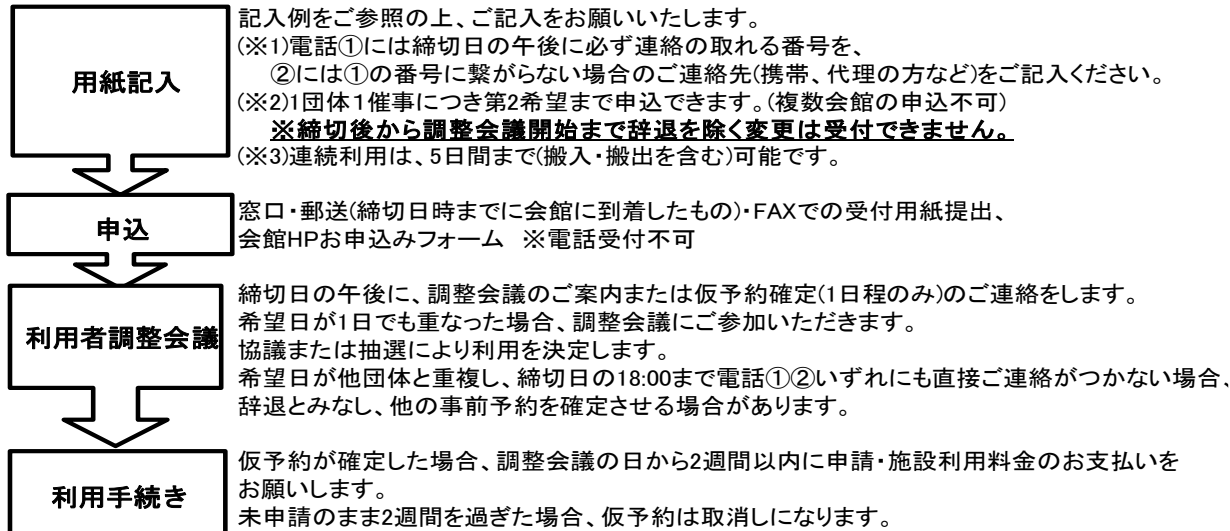 用紙記入
記入例をご参照の上、ご記入をお願いいたします。
(※1)電話①には締切日の午後に必ず連絡の取れる番号を、
②には①の番号に繋がらない場合のご連絡先(携帯、代理の方など)をご記入ください。
(※2)1団体1催事につき第2希望まで申込できます。(複数会館の申込不可)
※締切後から調整会議開始まで辞退を除く変更は受付できません。
(※3)連続利用は、5日間まで(搬入・搬出を含む)可能です。
申込
窓口・郵送(締切日時までに会館に到着したもの)・FAXでの受付用紙提出、
会館HPお申込みフォーム　※電話受付不可
利用者調整会議
締切日の午後に、調整会議のご案内または仮予約確定(1日程のみ)のご連絡をします。
希望日が1日でも重なった場合、調整会議にご参加いただきます。
協議または抽選により利用を決定します。
希望日が他団体と重複し、締切日の18:00まで電話①②いずれにも直接ご連絡がつかない場合、
辞退とみなし、他の事前予約を確定させる場合があります。
利用手続き
仮予約が確定した場合、調整会議の日から2週間以内に申請・施設利用料金のお支払いを
お願いします。
未申請のまま2週間を過ぎた場合、仮予約は取消しになります。